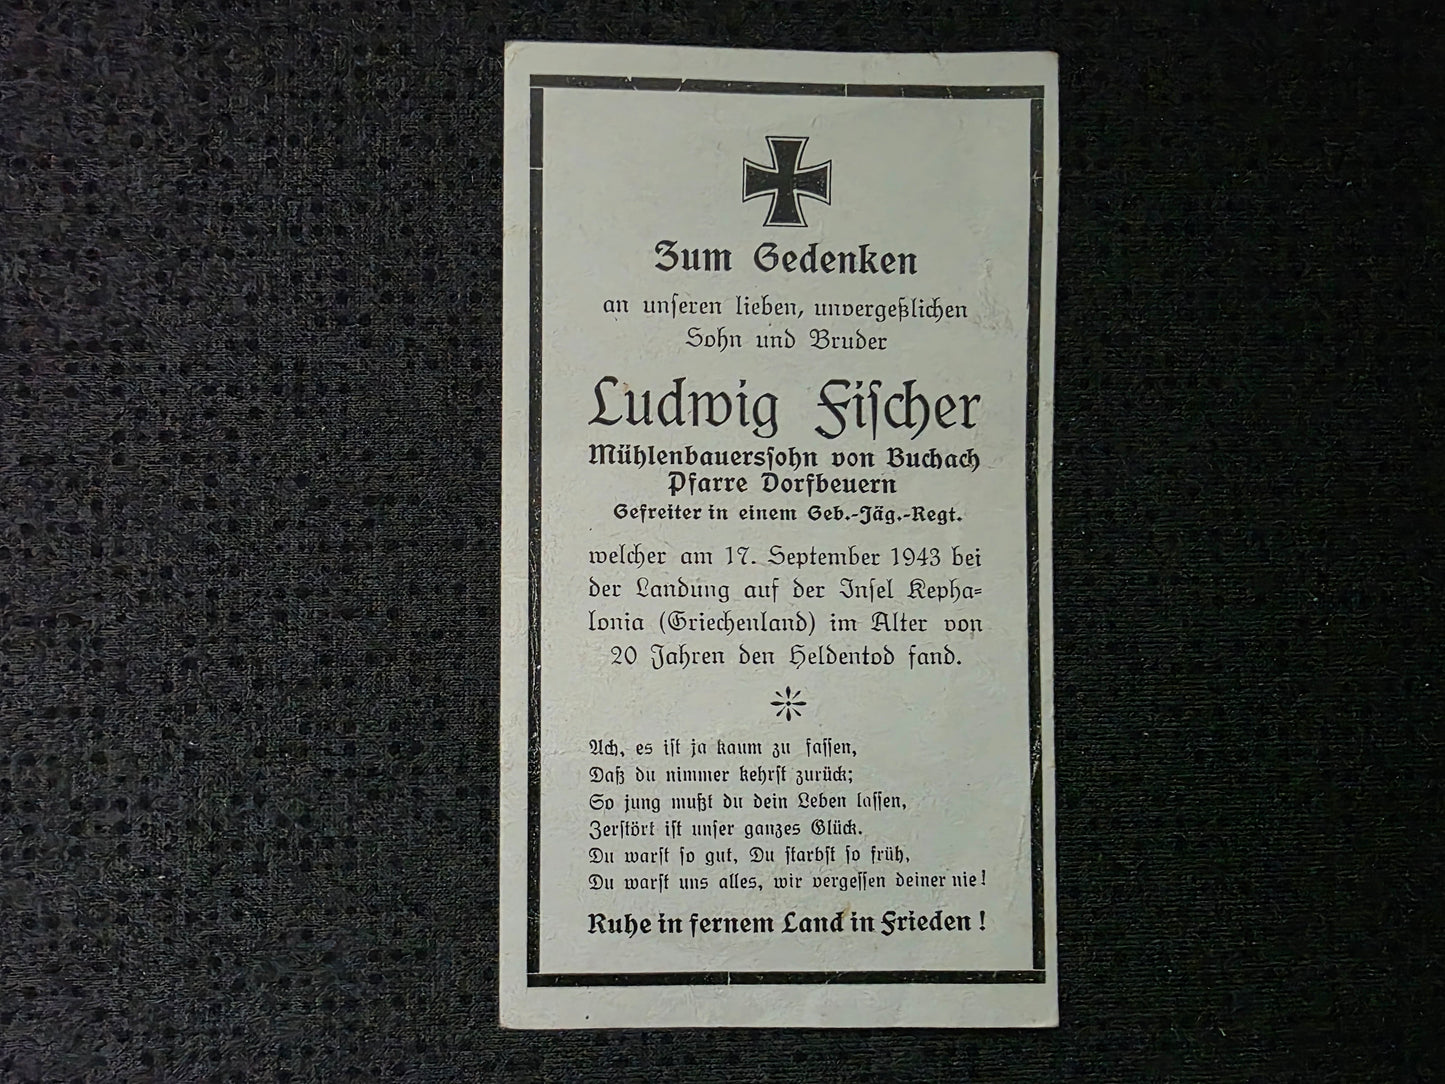 Zum Gedenken
an unseren lieben, unvergeßlichen
Sohn und Bruder
Ludwig Fischer
Mühlenbauerssohn von Buchach
Pfarre Dorfbeuern
Gefreiter in einem Geb.-Jäg.-Regt.
welcher am 17. September 1943 bei
der Landung auf der Insel Kepha-
lonia (Griechenland) im Alter von
20 Jahren den Heldentod fand.
Ach, es ist ja kaum zu fassen,
Daß du nimmer kehrst zurück;
So jung mußt du dein Leben lassen,
Zerstört ist unser ganzes Glück.
Du warst so gut, Du starbst so früh,
Du warst uns alles, wir vergessen deiner nie!
Ruhe in fernem Land in Frieden!